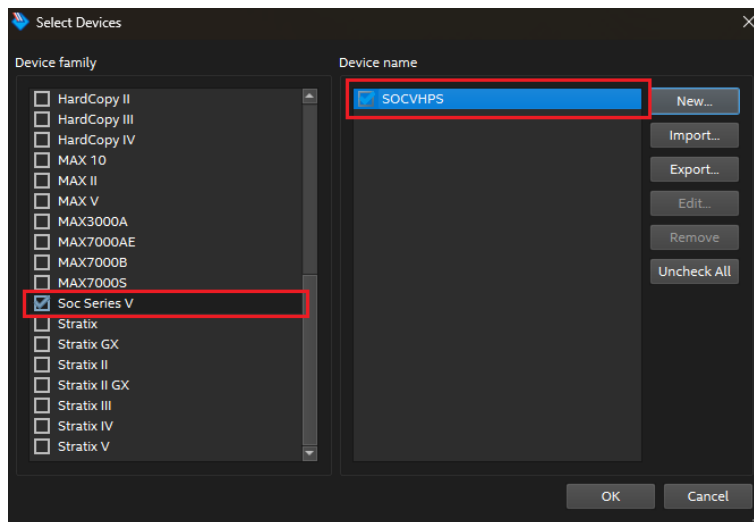 Select Devices
Device family
Device name
HardCopy II
HardCopy III
HardCopy IV
MAX 10
MAX II
MAX V
MAX3000A
MAX7000AE
MAX7000B
MAX7000S
Soc Series V
Stratix
Stratix GX
Stratix II
Stratix II GX
Stratix III
Stratix IV
Stratix V
SOCVHPS
New...
Import...
Export...
Edit...
Remove
Uncheck All
OK
Cancel